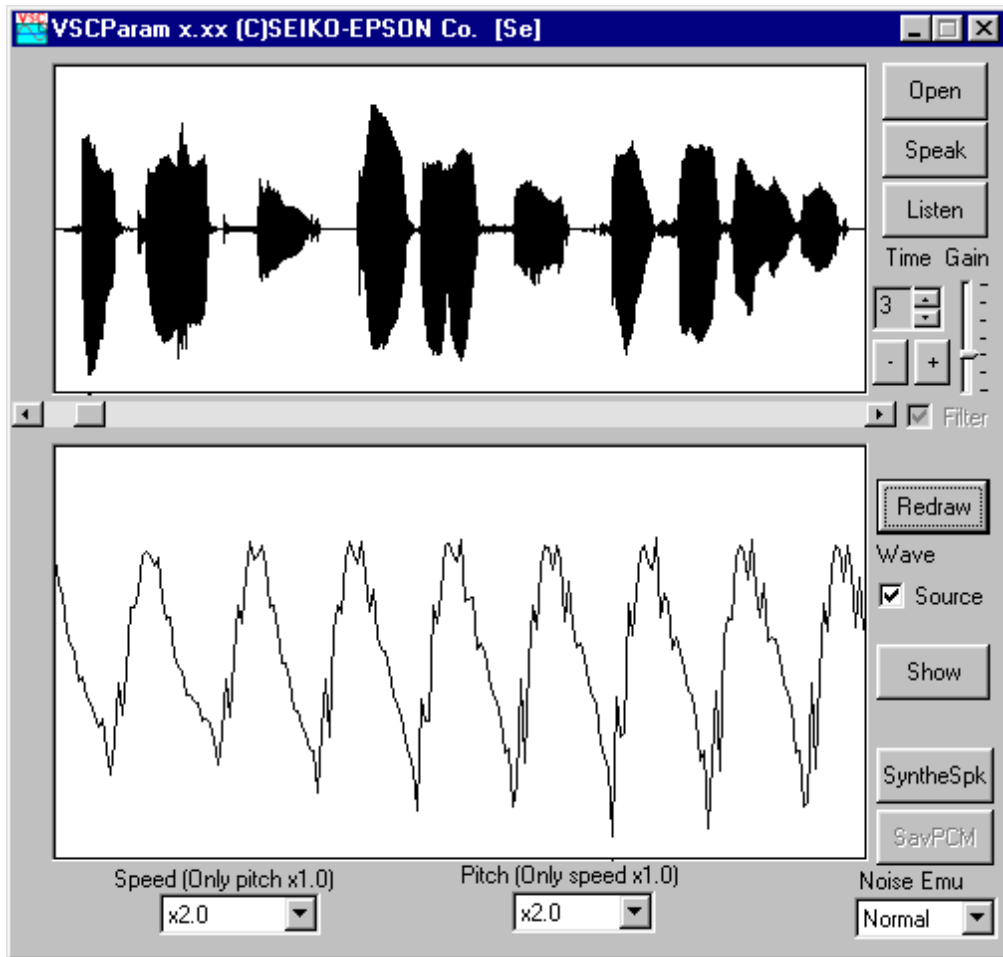 VSC VSCParam x.xx (C)SEIKO-EPSON Co. [Se]
Open
Speak
Listen
Time Gain
3
- +
Filter
Redraw
Wave
Source
Show
SyntheSpk
SavPCM
Speed (Only pitch x1.0)
x2.0
Pitch (Only speed x1.0)
x2.0
Noise Emu
Normal